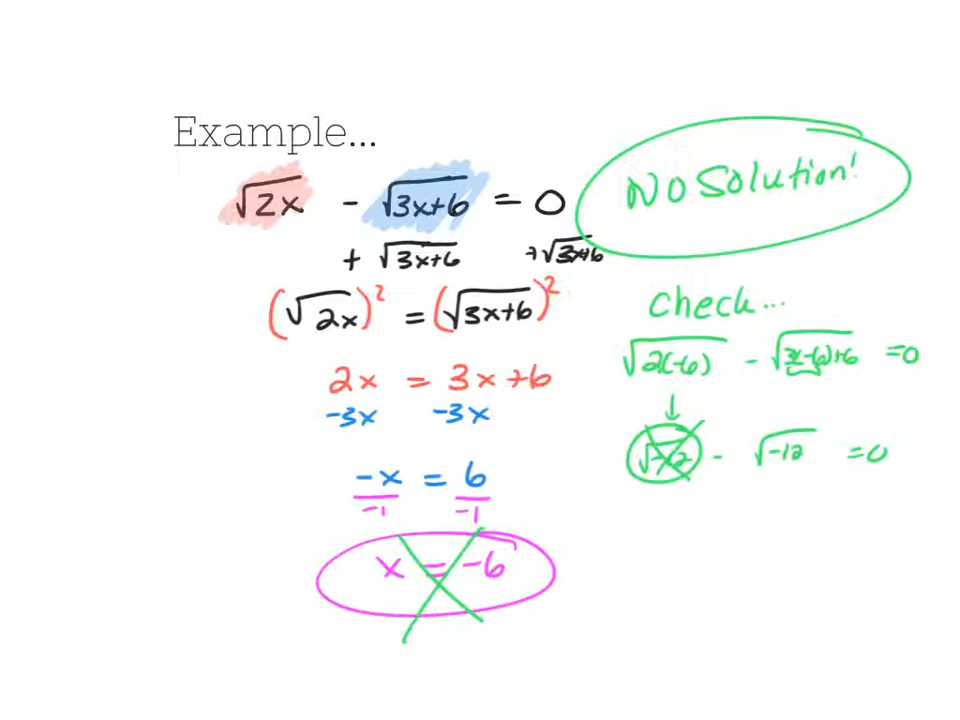 Example...
√2x - √3x+6 = 0
+ √3x+6 + √3x+6
(√2x)² = (√3x+6)²
2x = 3x+6
-3x -3x
-x = 6
-1 -1
x = -6
No Solution!
check...
√2(-6) - √3(-6)+6 = 0
√-12 - √-12 = 0